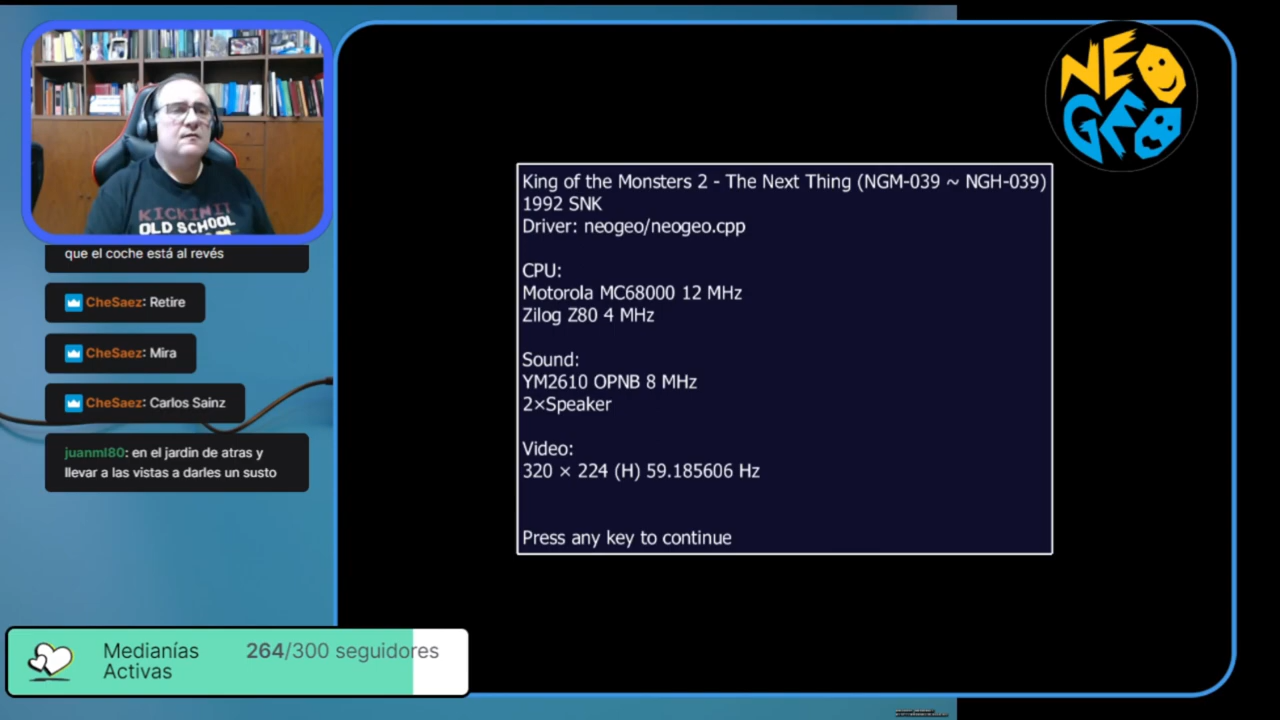 NEO
GEO
KICKIN' IT
OLD SCHOOL
que el coche está al revés
CheSaez: Retire
CheSaez: Mira
CheSaez: Carlos Sainz
juanml80: en el jardin de atras y
llevar a las vistas a darles un susto
King of the Monsters 2 - The Next Thing (NGM-039 ~ NGH-039)
1992 SNK
Driver: neogeo/neogeo.cpp
CPU:
Motorola MC68000 12 MHz
Zilog Z80 4 MHz
Sound:
YM2610 OPNB 8 MHz
2×Speaker
Video:
320 × 224 (H) 59.185606 Hz
Press any key to continue
Medianías
Activas
264/300 seguidores